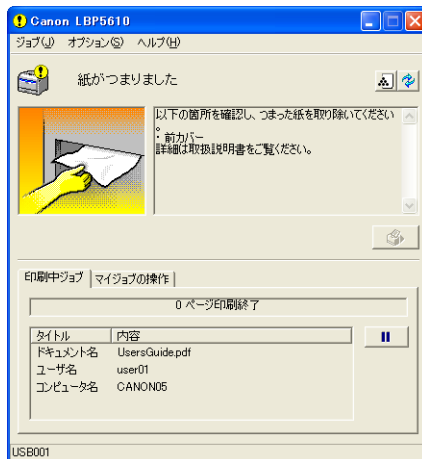 Canon LBP5610
ジョブ(J) オプション(S) ヘルプ(H)
紙がつまりました
以下の箇所を確認し、つまった紙を取り除いてください
。
・前カバー
詳細は取扱説明書をご覧ください。
印刷中ジョブ マイジョブの操作
0 ページ印刷終了
タイトル 内容
ドキュメント名 UsersGuide.pdf
ユーザ名 user01
コンピュータ名 CANON05
USB001